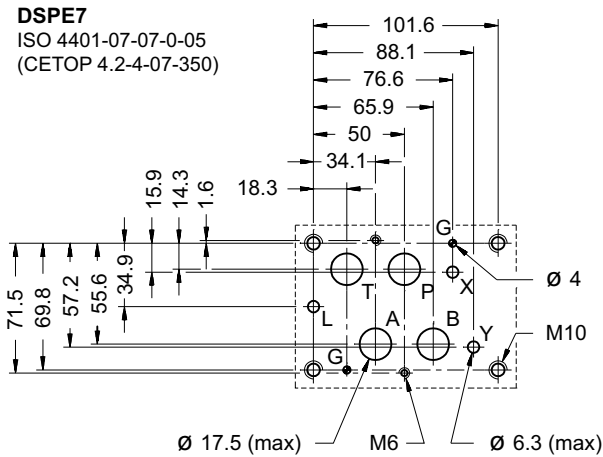 DSPE7
ISO 4401-07-07-0-05
(CETOP 4.2-4-07-350)
101.6
88.1
76.6
65.9
50
34.1
18.3
15.9
14.3
1.6
71.5
69.8
57.2
55.6
34.9
G
T
P
X
Ø 4
L
A
B
Y
M10
G
Ø 17.5 (max)
M6
Ø 6.3 (max)